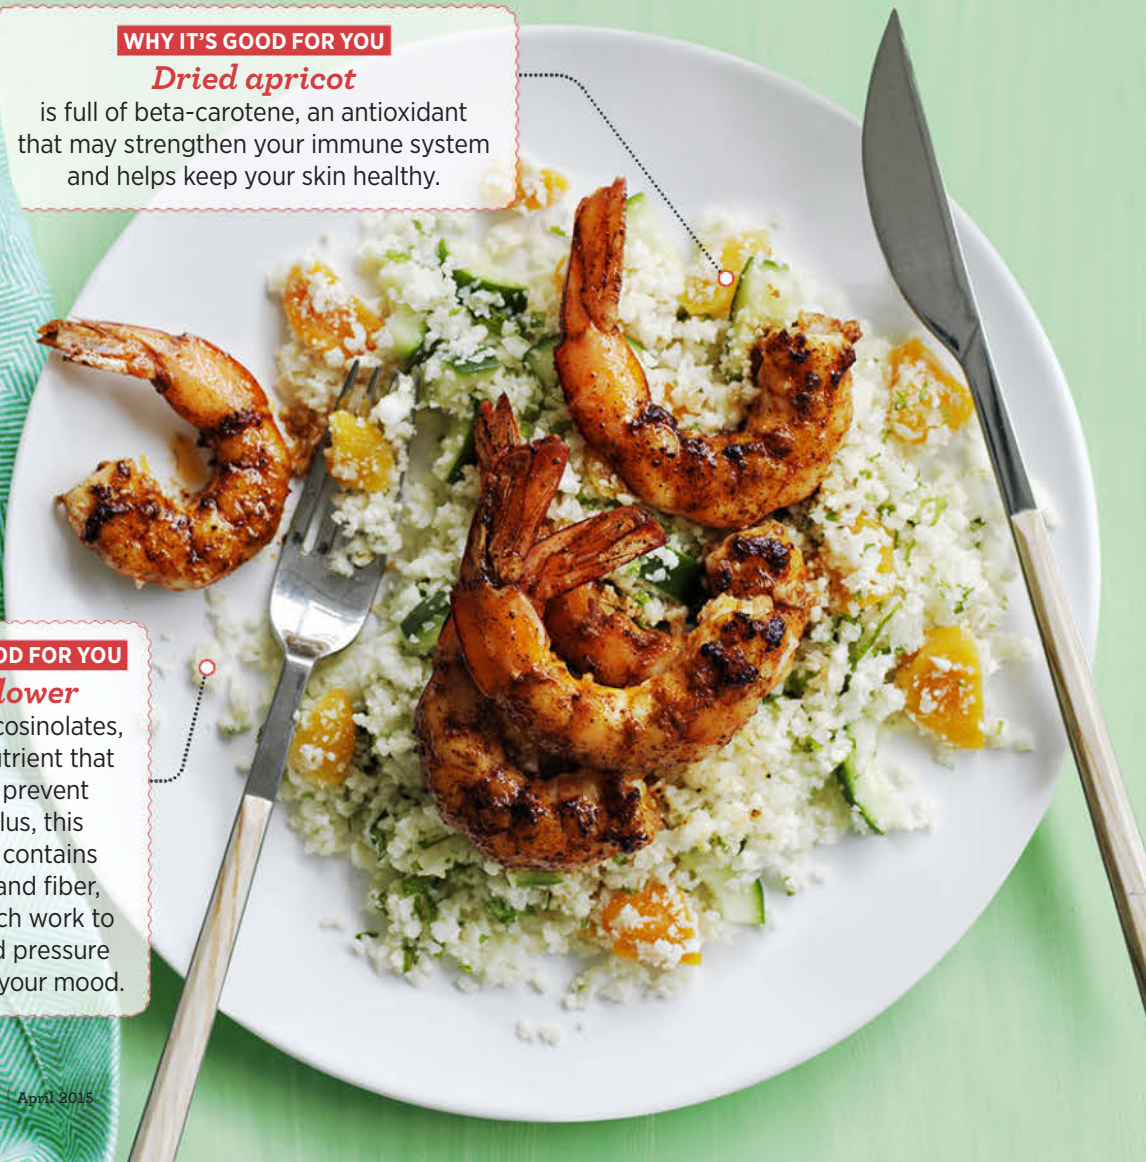 WHY IT'S GOOD FOR YOU
Dried apricot
is full of beta-carotene, an antioxidant
that may strengthen your immune system
and helps keep your skin healthy.
OD FOR YOU
lower
cosinolates,
utrient that
prevent
lus, this
contains
and fiber,
ch work to
d pressure
your mood.
April 2015